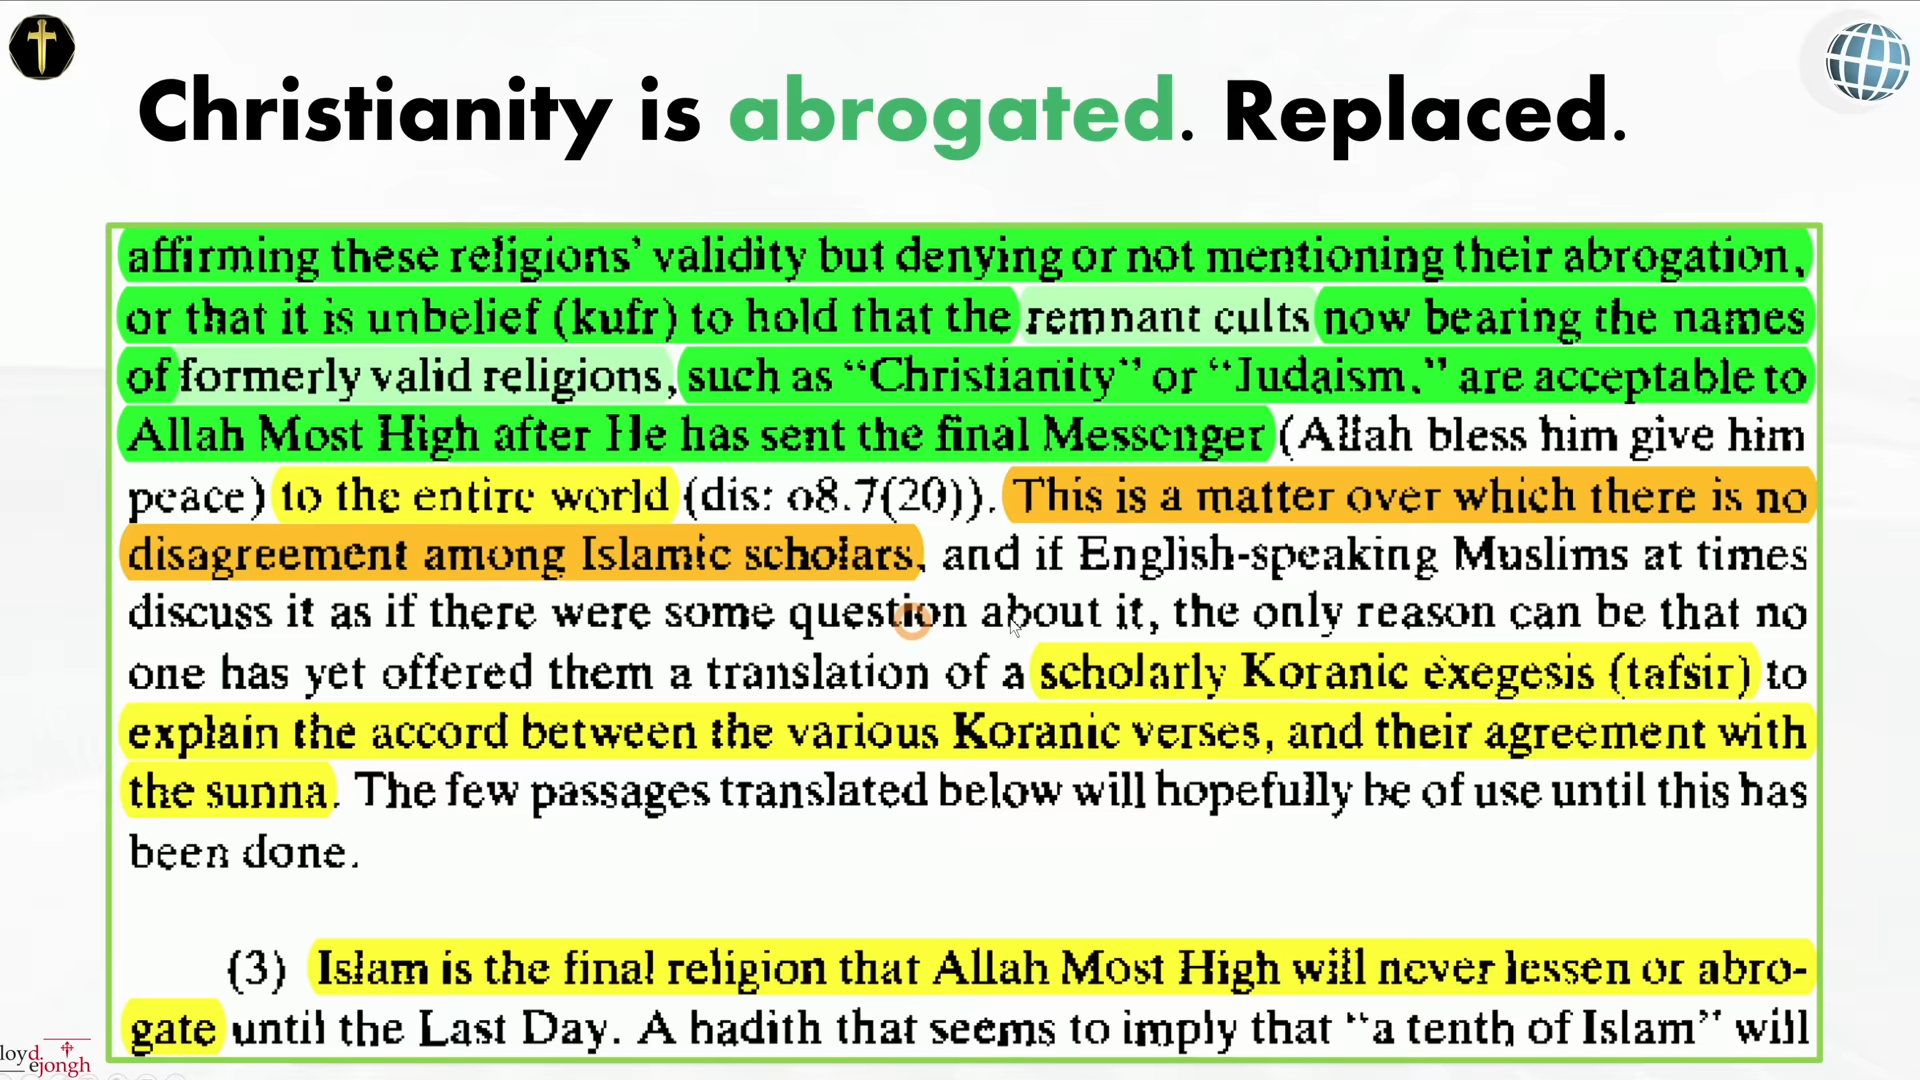 Christianity is abrogated. Replaced.
affirming these religions’ validity but denying or not mentioning their abrogation,
or that it is unbelief (kufr) to hold that the remnant cults now bearing the names
of formerly valid religions, such as “Christianity” or “Judaism,” are acceptable to
Allah Most High after He has sent the final Messenger (Allah bless him give him
peace) to the entire world (dis: o8.7(20)). This is a matter over which there is no
disagreement among Islamic scholars, and if English-speaking Muslims at times
discuss it as if there were some question about it, the only reason can be that no
one has yet offered them a translation of a scholarly Koranic exegesis (tafsir) to
explain the accord between the various Koranic verses, and their agreement with
the sunna. The few passages translated below will hopefully be of use until this has
been done.
(3) Islam is the final religion that Allah Most High will never lessen or abro-
gate until the Last Day. A hadith that seems to imply that “a tenth of Islam” will
loyd.
ejongh